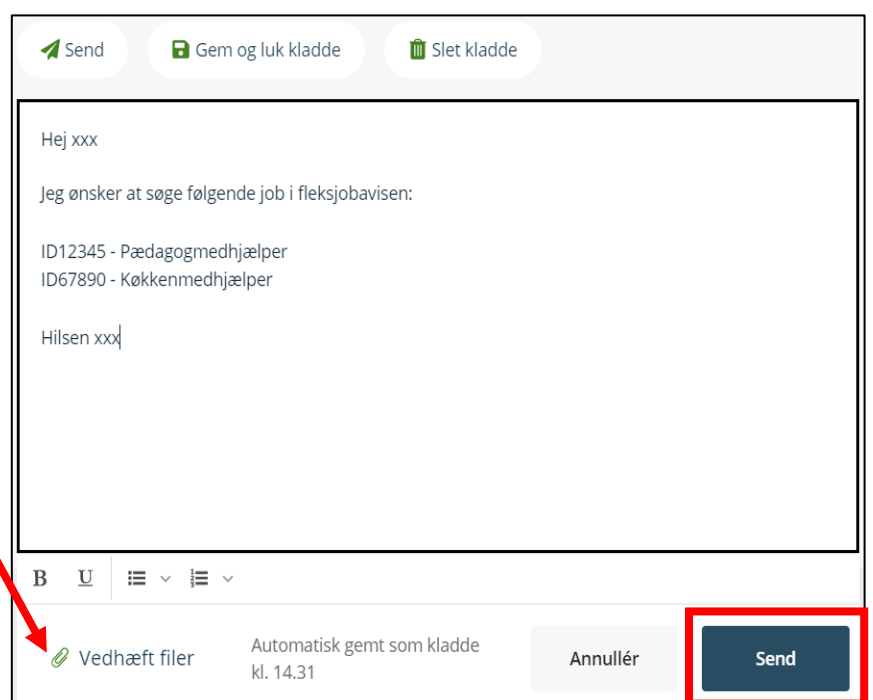 Send Gem og luk kladde Slet kladde
Hej xxx
Jeg ønsker at søge følgende job i fleksjobavisen:
ID12345 - Pædagogmedhjælper
ID67890 - Køkkenmedhjælper
Hilsen xxx
B U
Vedhæft filer
Automatisk gemt som kladde
kl. 14.31
Annullér
Send